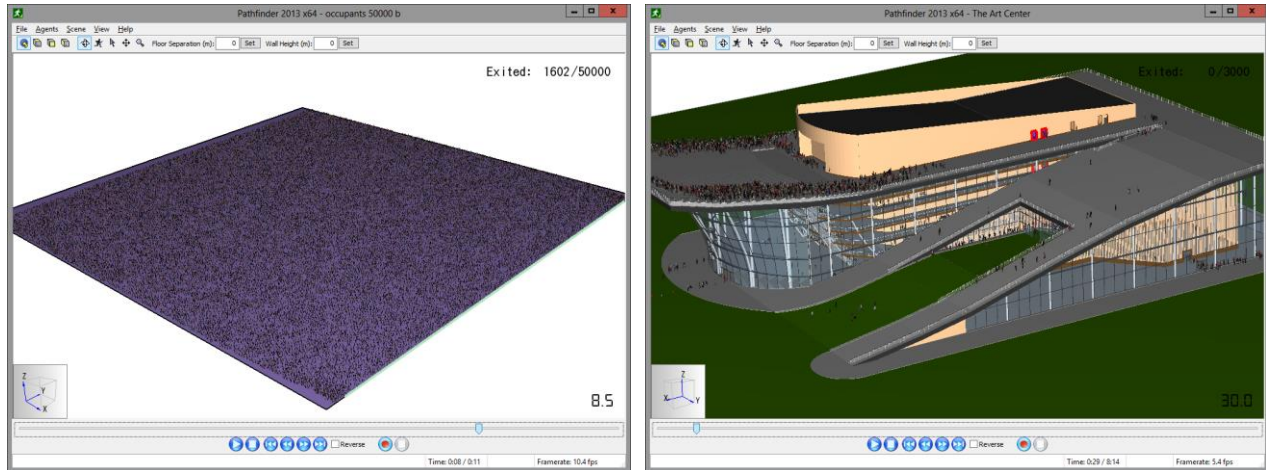 Pathfinder 2013 x64 - occupants 50000 b
File Agents Scene View Help
Floor Separation (m): 0 Set Wall Height (m): 0 Set
Exited: 1602/50000
Z
Y
X
8.5
Reverse
Time: 0:08 / 0:11 Framerate: 10.4 fps
Pathfinder 2013 x64 - The Art Center
File Agents Scene View Help
Floor Separation (m): 0 Set Wall Height (m): 0 Set
Exited: 0/3000
Z
X
Y
30.0
Reverse
Time: 0:29 / 8:14 Framerate: 5.4 fps